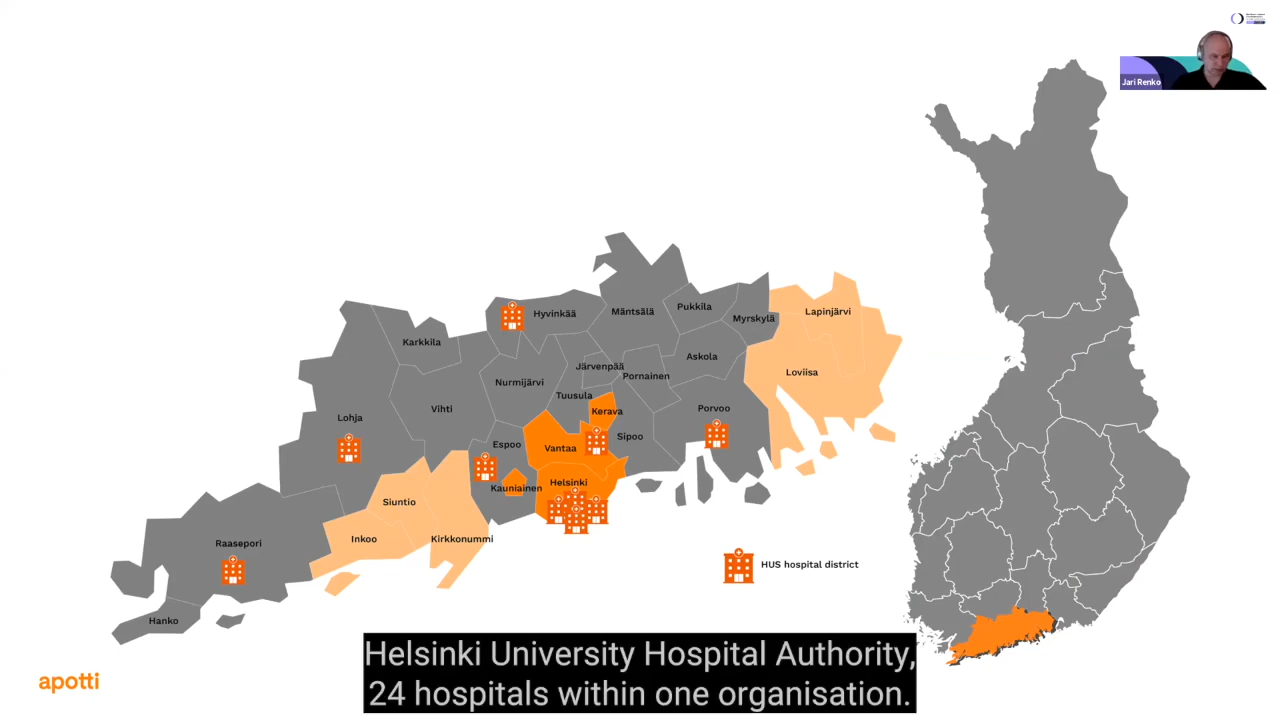 Jari Renko
Hyvinkää
Mäntsälä
Pukkila
Myrskylä
Lapinjärvi
Karkkila
Askola
Järvenpää
Pornainen
Loviisa
Nurmijärvi
Tuusula
Vihti
Kerava
Porvoo
Lohja
Espoo
Sipoo
Vantaa
Helsinki
Kauniainen
Siuntio
Inkoo
Kirkkonummi
Raasepori
HUS hospital district
Hanko
Helsinki University Hospital Authority,
24 hospitals within one organisation.
apotti